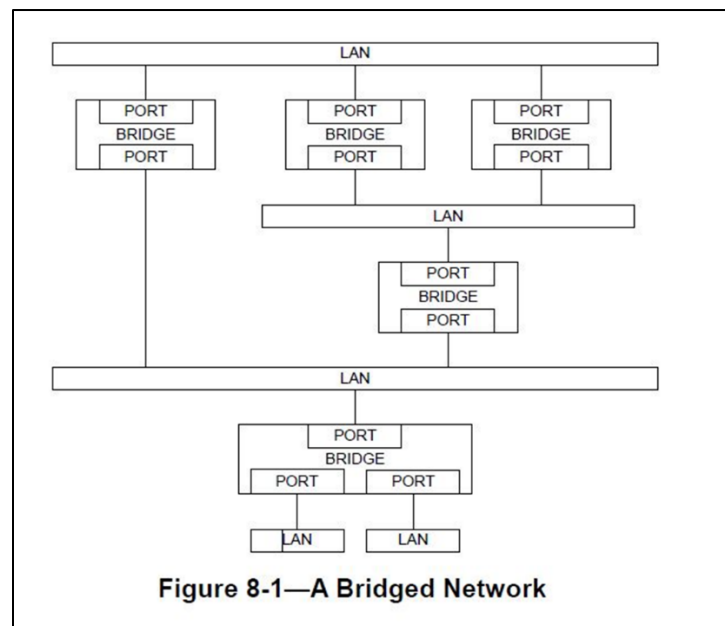 LAN
PORT PORT PORT
BRIDGE BRIDGE BRIDGE
PORT PORT PORT
LAN
PORT
BRIDGE
PORT
LAN
PORT
BRIDGE
PORT PORT
LAN LAN
Figure 8-1—A Bridged Network